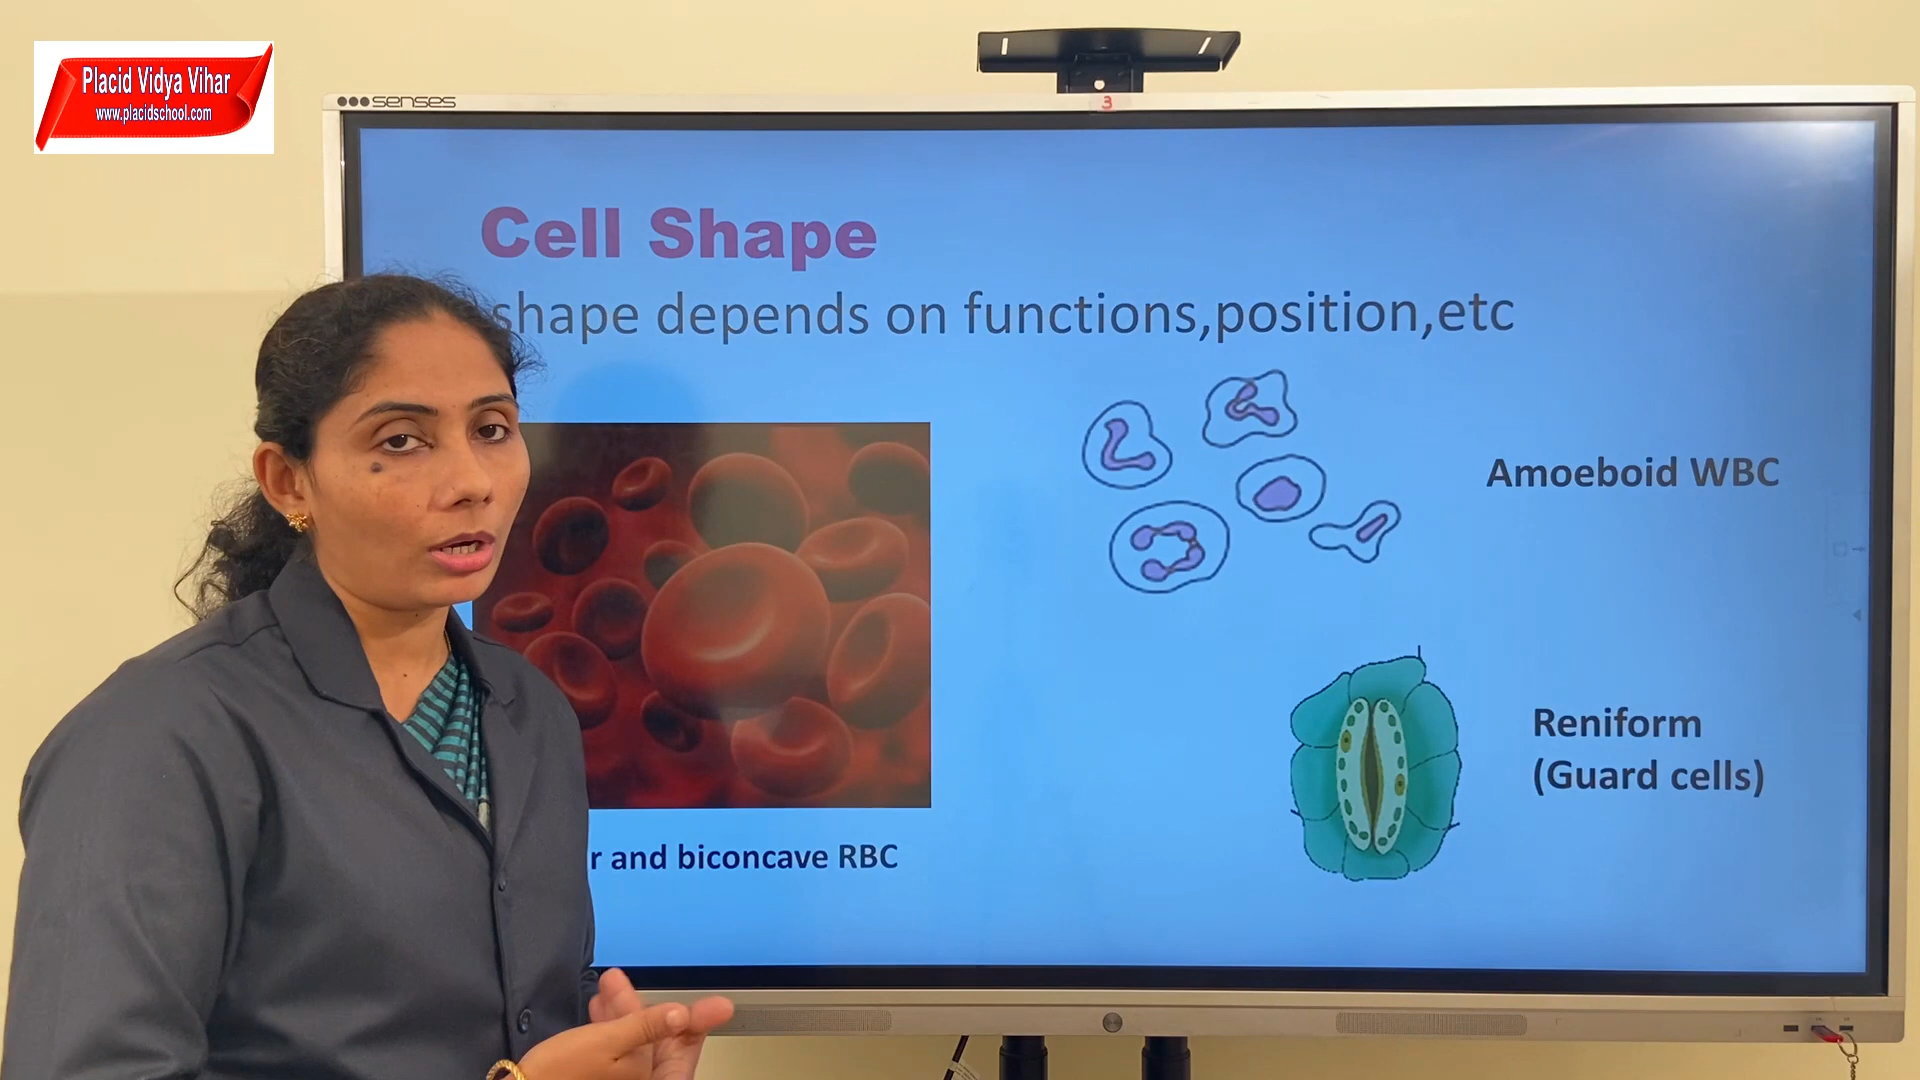 Placid Vidya Vihar
www.placidschool.com
senses
3
Cell Shape
shape depends on functions,position,etc
Amoeboid WBC
Reniform
(Guard cells)
r and biconcave RBC